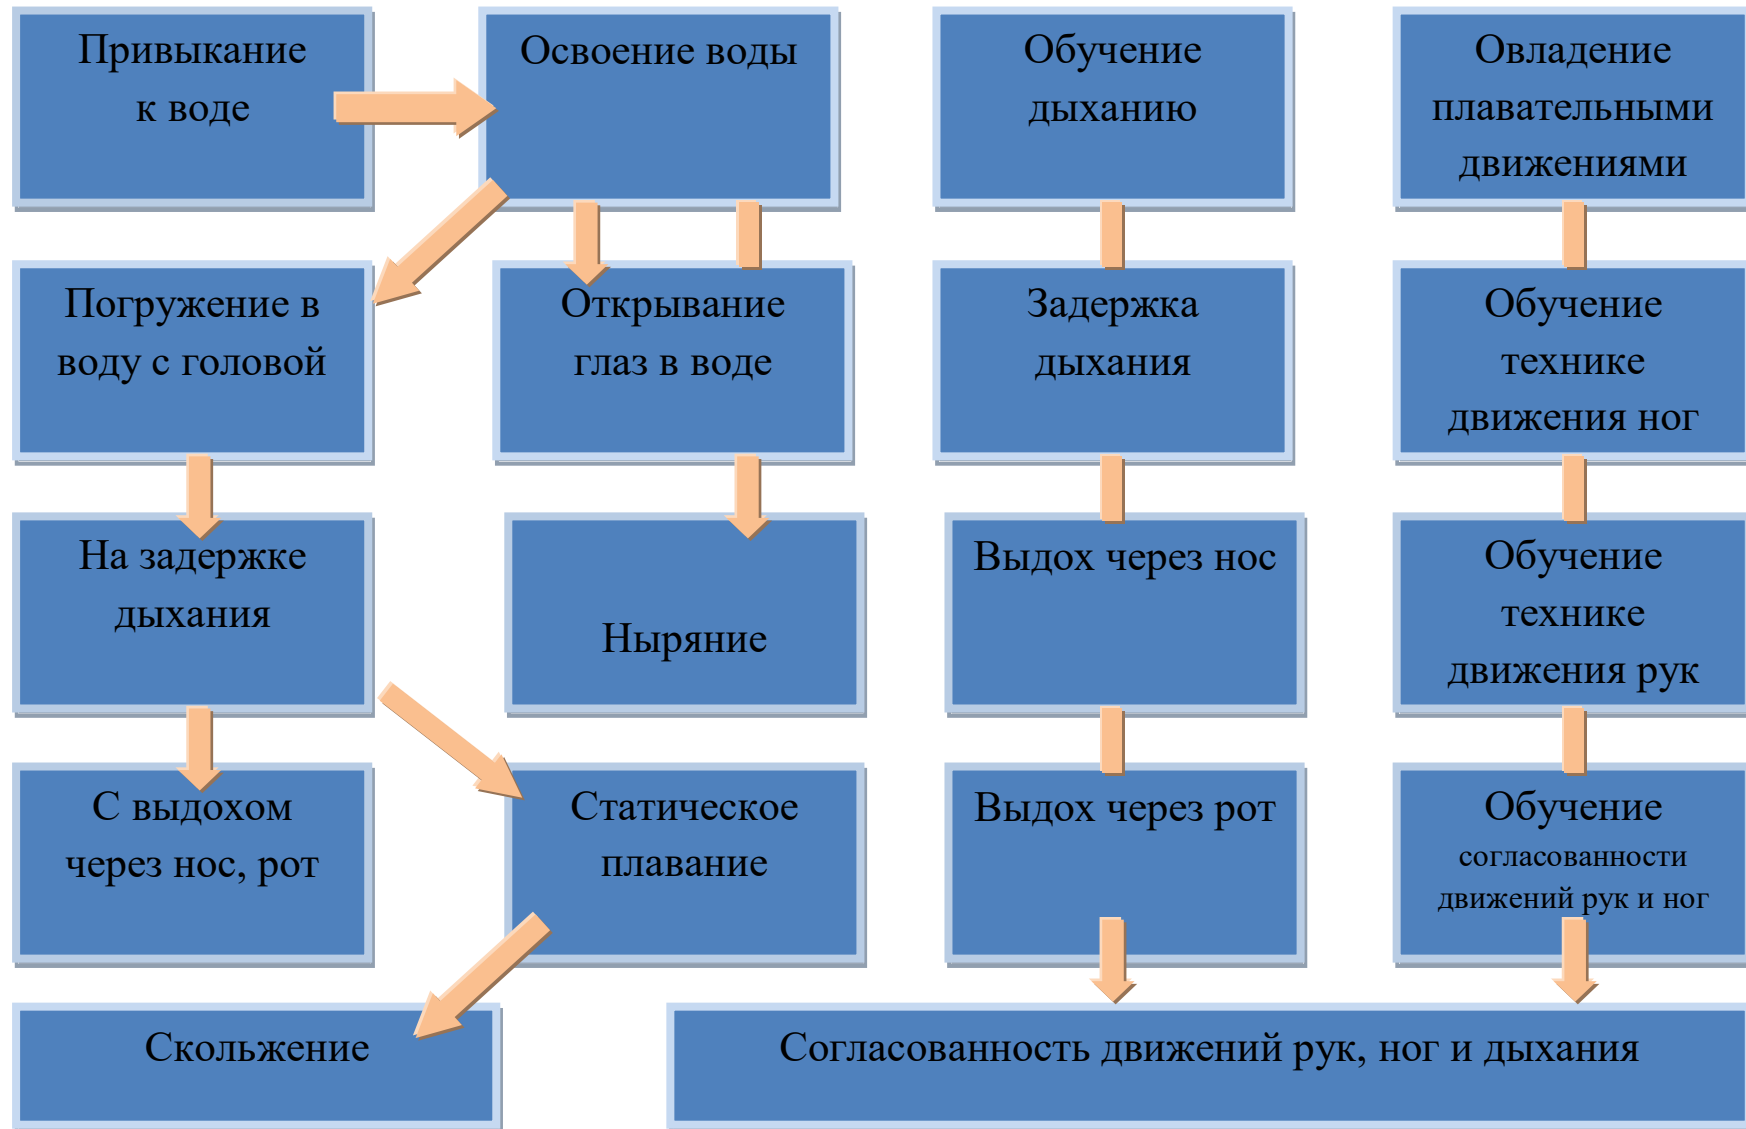 Привыкание
к воде
Освоение воды
Обучение
дыханию
Овладение
плавательными
движениями
Погружение в
воду с головой
Открывание
глаз в воде
Задержка
дыхания
Обучение
технике
движения ног
На задержке
дыхания
Ныряние
Выдох через нос
Обучение
технике
движения рук
С выдохом
через нос, рот
Статическое
плавание
Выдох через рот
Обучение
согласованности
движений рук и ног
Скольжение
Согласованность движений рук, ног и дыхания